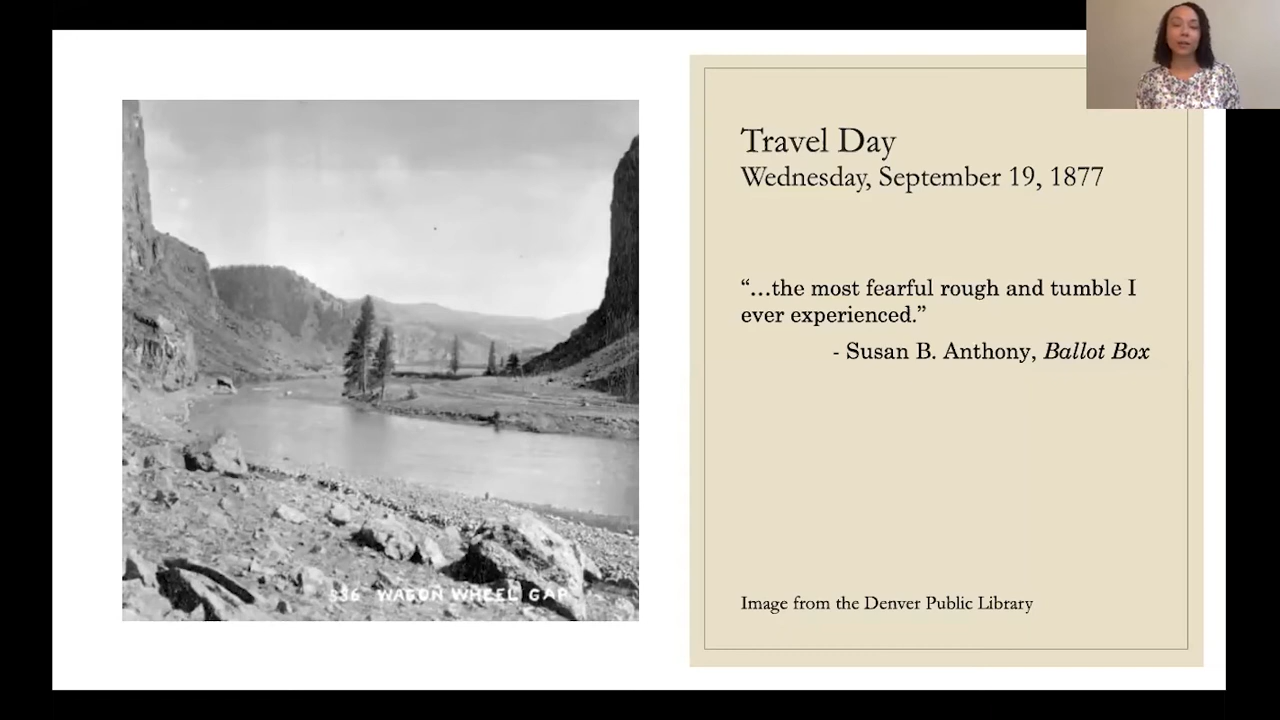 Travel Day
Wednesday, September 19, 1877
“...the most fearful rough and tumble I
ever experienced.”
- Susan B. Anthony, Ballot Box
Image from the Denver Public Library
WAGON WHEEL GAP